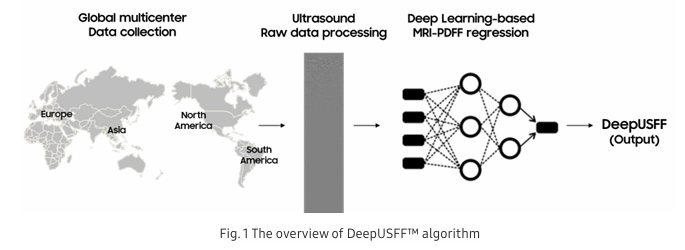 Global multicenter
Data collection
Ultrasound
Raw data processing
Deep Learning-based
MRI-PDFF regression
Europe
Asia
North
America
South
America
DeepUSFF
(Output)
Fig. 1 The overview of DeepUSFF™ algorithm